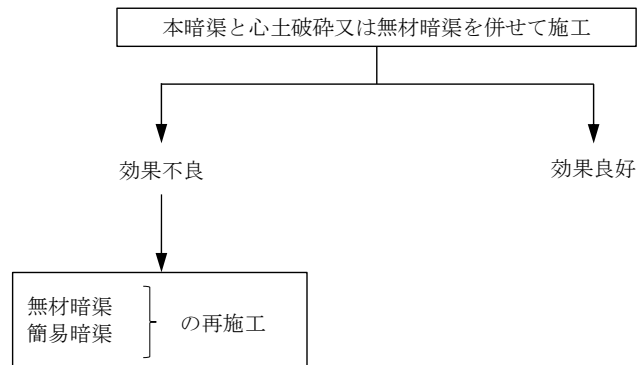 本暗渠と心土破砕又は無材暗渠を併せて施工
効果不良
効果良好
無材暗渠
簡易暗渠
の再施工